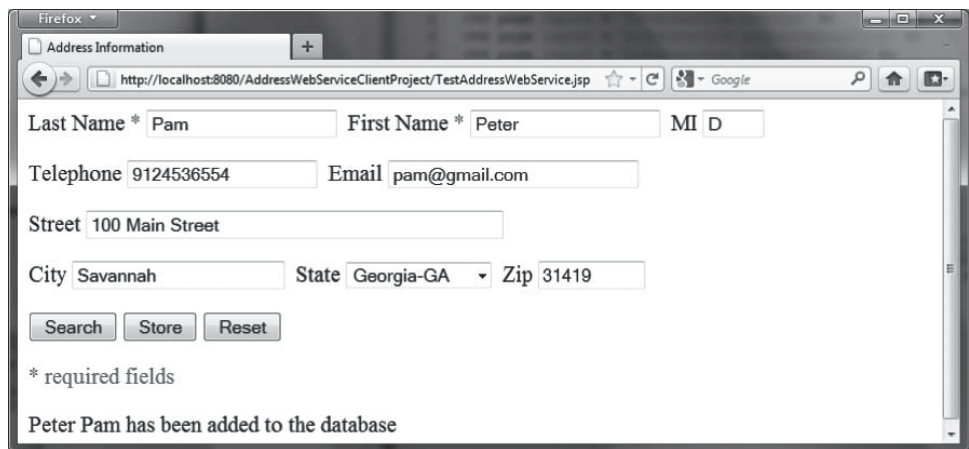 Firefox
Address Information
http://localhost:8080/AddressWebServiceClientProject/TestAddressWebService.jsp Google
Last Name * Pam First Name * Peter MI D
Telephone 9124536554 Email pam@gmail.com
Street 100 Main Street
City Savannah State Georgia-GA Zip 31419
Search Store Reset
* required fields
Peter Pam has been added to the database